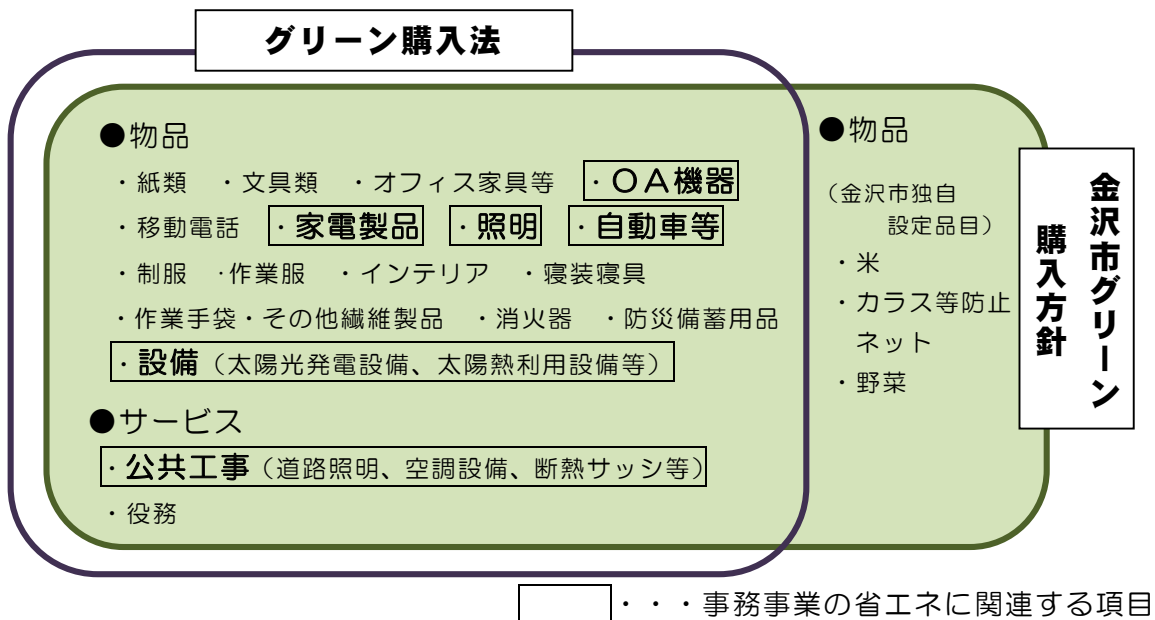 グリーン購入法
●物品
・紙類 ・文具類 ・オフィス家具等 ・ＯＡ機器
・移動電話 ・家電製品 ・照明 ・自動車等
・制服 ・作業服 ・インテリア ・寝装寝具
・作業手袋・その他繊維製品 ・消火器 ・防災備蓄用品
・設備（太陽光発電設備、太陽熱利用設備等）
●サービス
・公共工事（道路照明、空調設備、断熱サッシ等）
・役務
●物品
（金沢市独自
設定品目）
・米
・カラス等防止
ネット
・野菜
金沢市グリーン
購入方針
・・・事務事業の省エネに関連する項目